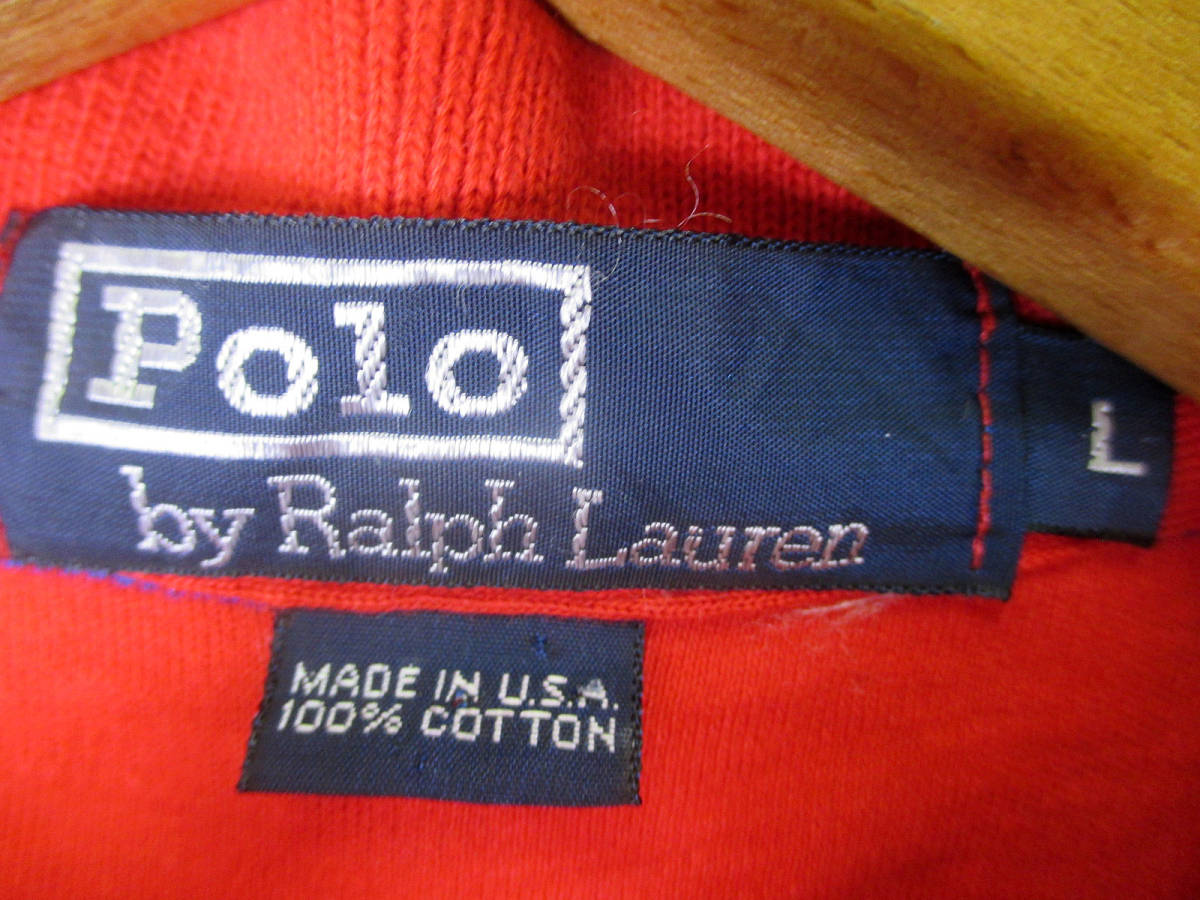 Polo
by Ralph Lauren
L
MADE IN U.S.A.
100% COTTON